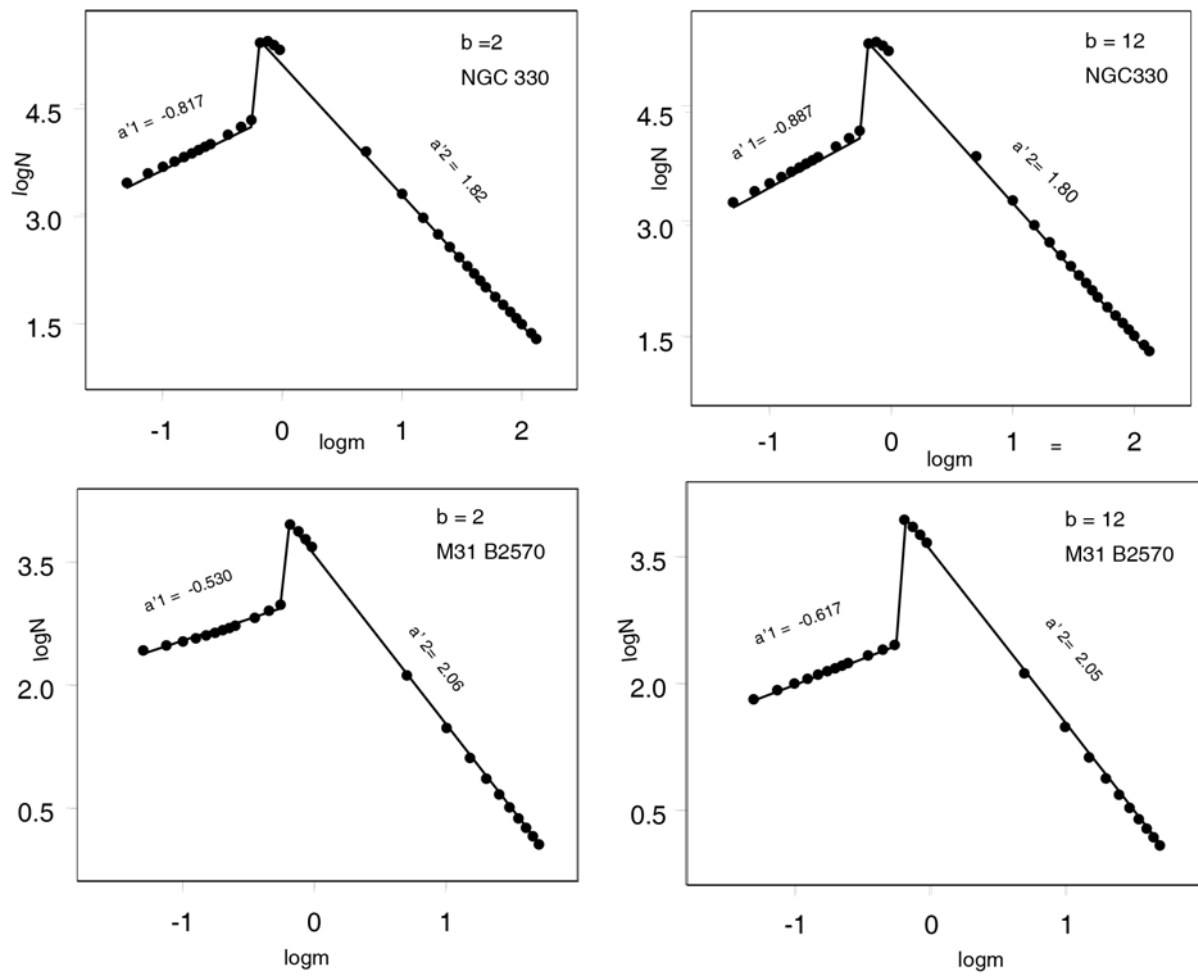 b =2
NGC 330
a'1 = -0.817
a'2 = 1.82
logN
4.5
3.0
1.5
-1 0 1 2
logm
b = 12
NGC330
a' 1= -0.887
a' 2= 1.80
logN
4.5
3.0
1.5
-1 0 1 = 2
logm
b = 2
M31 B2570
a'1 = -0.530
a' 2= 2.06
logN
3.5
2.0
0.5
-1 0 1
logm
b = 12
M31 B2570
a'1 = -0.617
a' 2= 2.05
logN
3.5
2.0
0.5
-1 0 1
logm